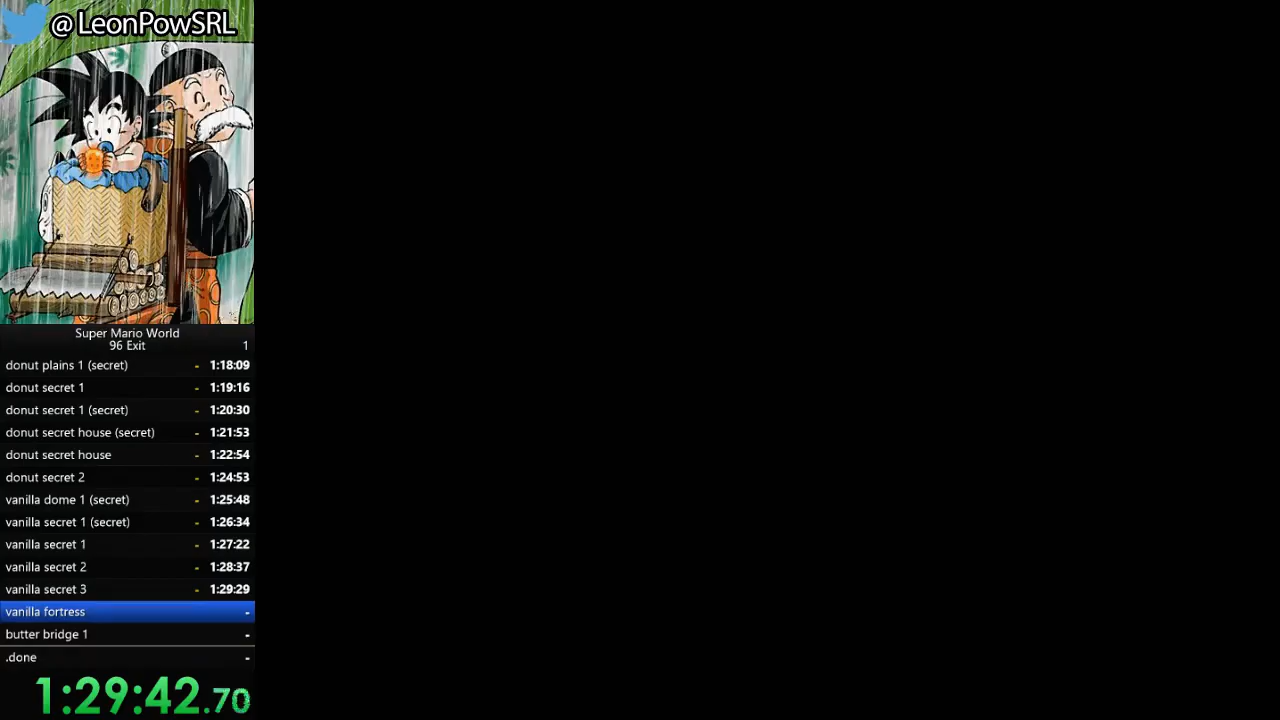 @LeonPowSRL
Super Mario World
96 Exit 1
donut plains 1 (secret) - 1:18:09
donut secret 1 - 1:19:16
donut secret 1 (secret) - 1:20:30
donut secret house (secret) - 1:21:53
donut secret house - 1:22:54
donut secret 2 - 1:24:53
vanilla dome 1 (secret) - 1:25:48
vanilla secret 1 (secret) - 1:26:34
vanilla secret 1 - 1:27:22
vanilla secret 2 - 1:28:37
vanilla secret 3 - 1:29:29
vanilla fortress -
butter bridge 1 -
.done -
1:29:42.70